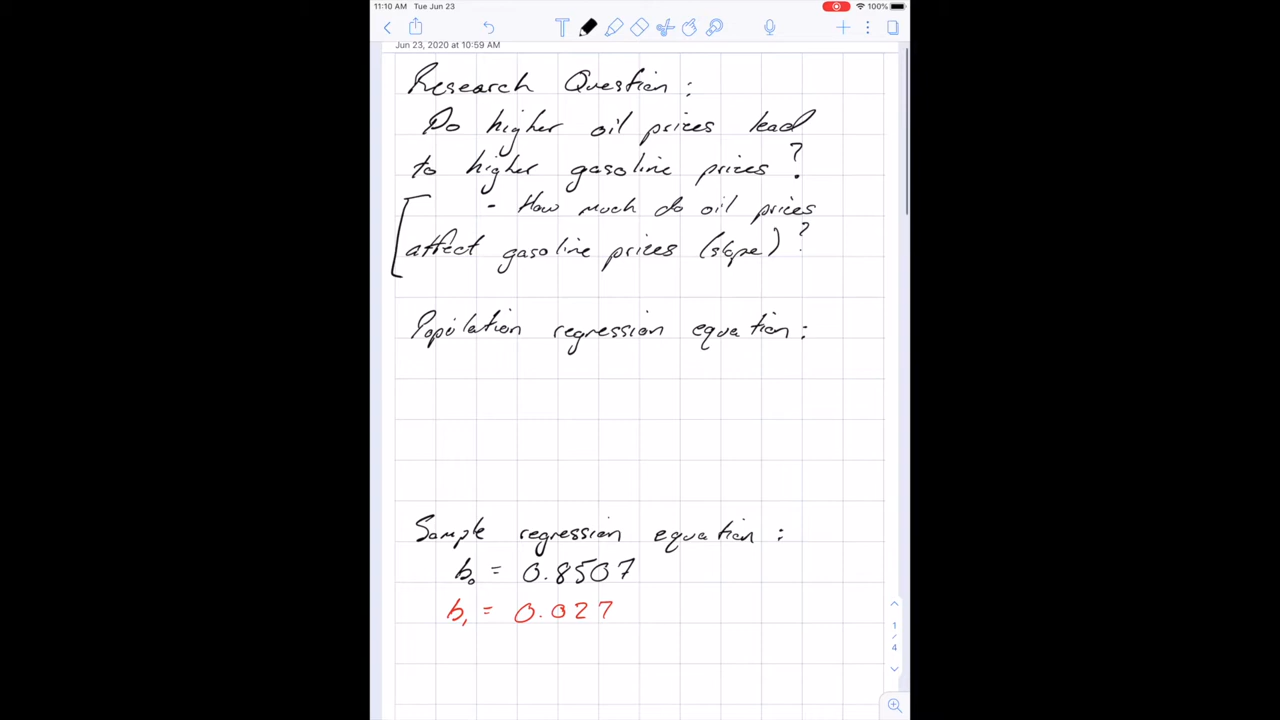 11:10 AM Tue Jun 23
100%
Jun 23, 2020 at 10:59 AM
Research Question:
Do higher oil prices lead
to higher gasoline prices?
- How much do oil prices
affect gasoline prices (slope)?
Population regression equation:
Sample regression equation:
b₀ = 0.8507
b₁ = 0.027
1
/
4